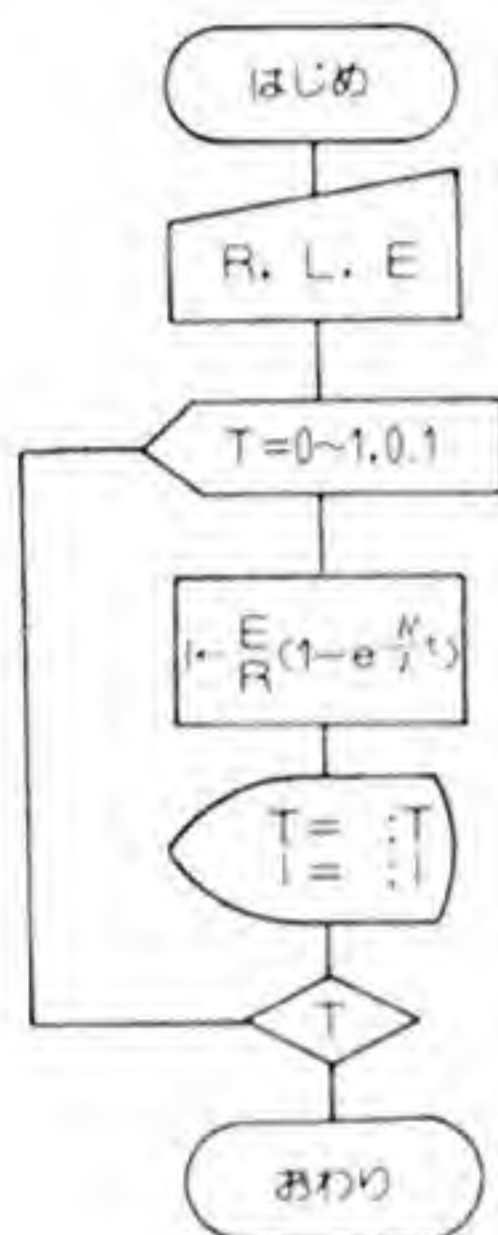 はじめ
R. L. E
T=0~1.0.1
I← E/R (1-e
T= :T
I= :I
T
おわり